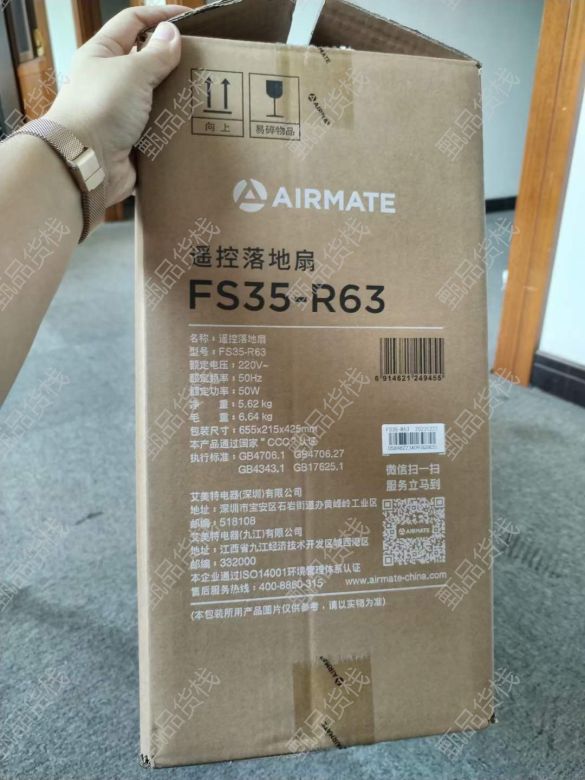 向上
易碎物品
AIRMATE
AIRMATE
遥控落地扇
FS35-R63
名称：遥控落地扇
型号：FS35-R63
额定电压：220V~
额定频率：50Hz
额定功率：50W
净 重：5.62 kg
毛 重：6.64 kg
包装尺寸：655x215x425mm
本产品通过国家"CCC"认证
执行标准：GB4706.1 GB4706.27
GB4343.1 GB17625.1
6 914621 249455
微信扫一扫
服务立马到
AIRMATE
艾美特电器(深圳)有限公司
地址：深圳市宝安区石岩街道办黄峰岭工业区
邮编：518108
艾美特电器(九江)有限公司
地址：江西省九江经济技术开发区城西港区
邮编：332000
本企业通过ISO14001环境管理体系认证
售后服务热线：400-8880-315
www.airmate-china.com
(本包装所用产品图片仅供参考，请以实物为准)
甄品货栈